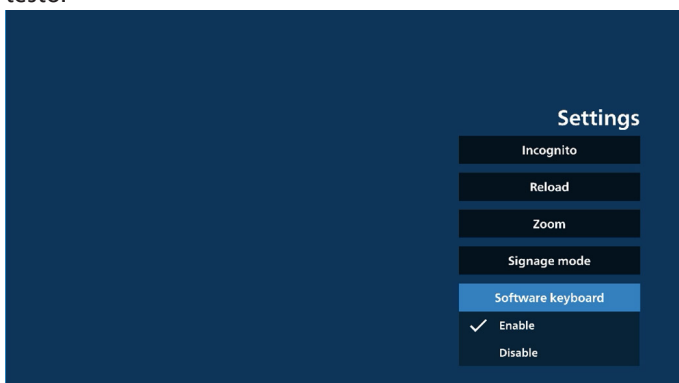 Settings
Incognito
Reload
Zoom
Signage mode
Software keyboard
Enable
Disable